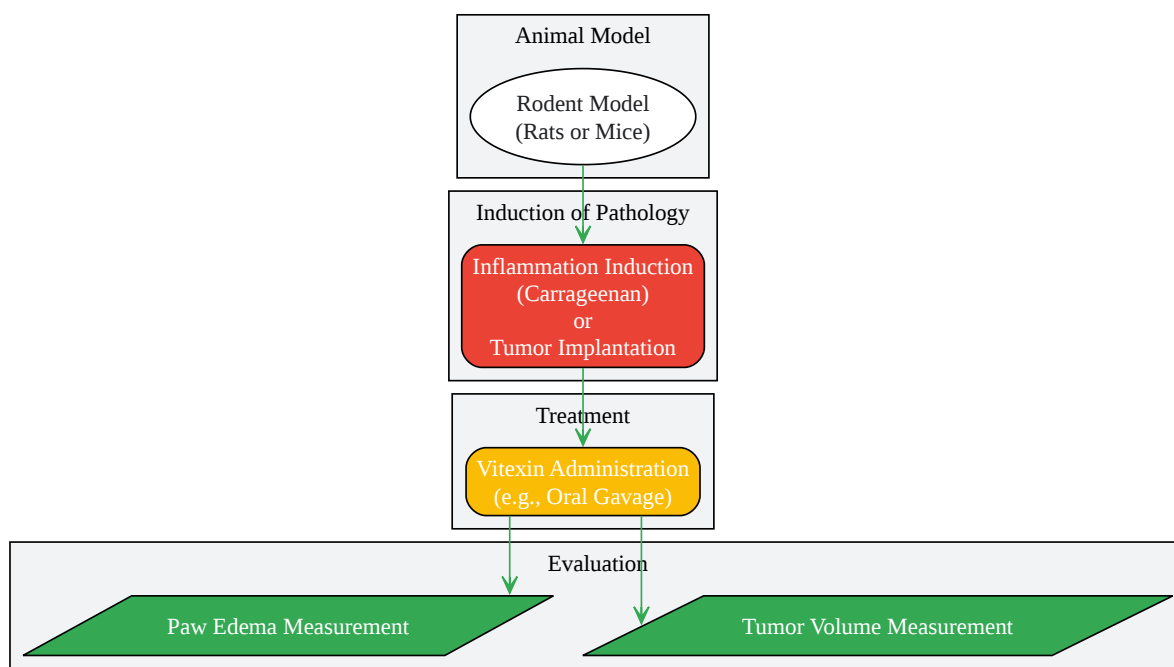 Animal Model
Rodent Model
(Rats or Mice)
Induction of Pathology
Inflammation Induction
(Carrageenan)
or
Tumor Implantation
Treatment
Vitexin Administration
(e.g., Oral Gavage)
Evaluation
Paw Edema Measurement
Tumor Volume Measurement